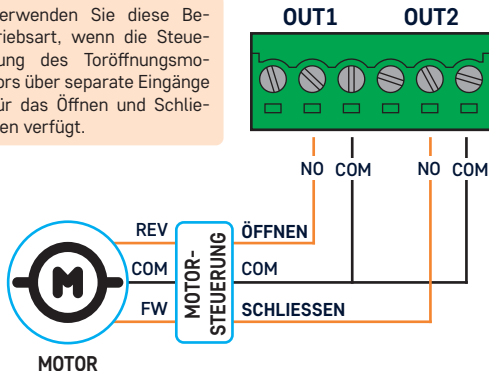 erwenden Sie diese Be-
riebsart, wenn die Steue-
ung des Toröffnungsmo-
ors über separate Eingänge
ür das Öffnen und Schlie-
en verfügt.
OUT1 OUT2
NO COM NO COM
REV ÖFFNEN
COM COM
FW SCHLIESSEN
MOTOR-
STEUERUNG
M
MOTOR